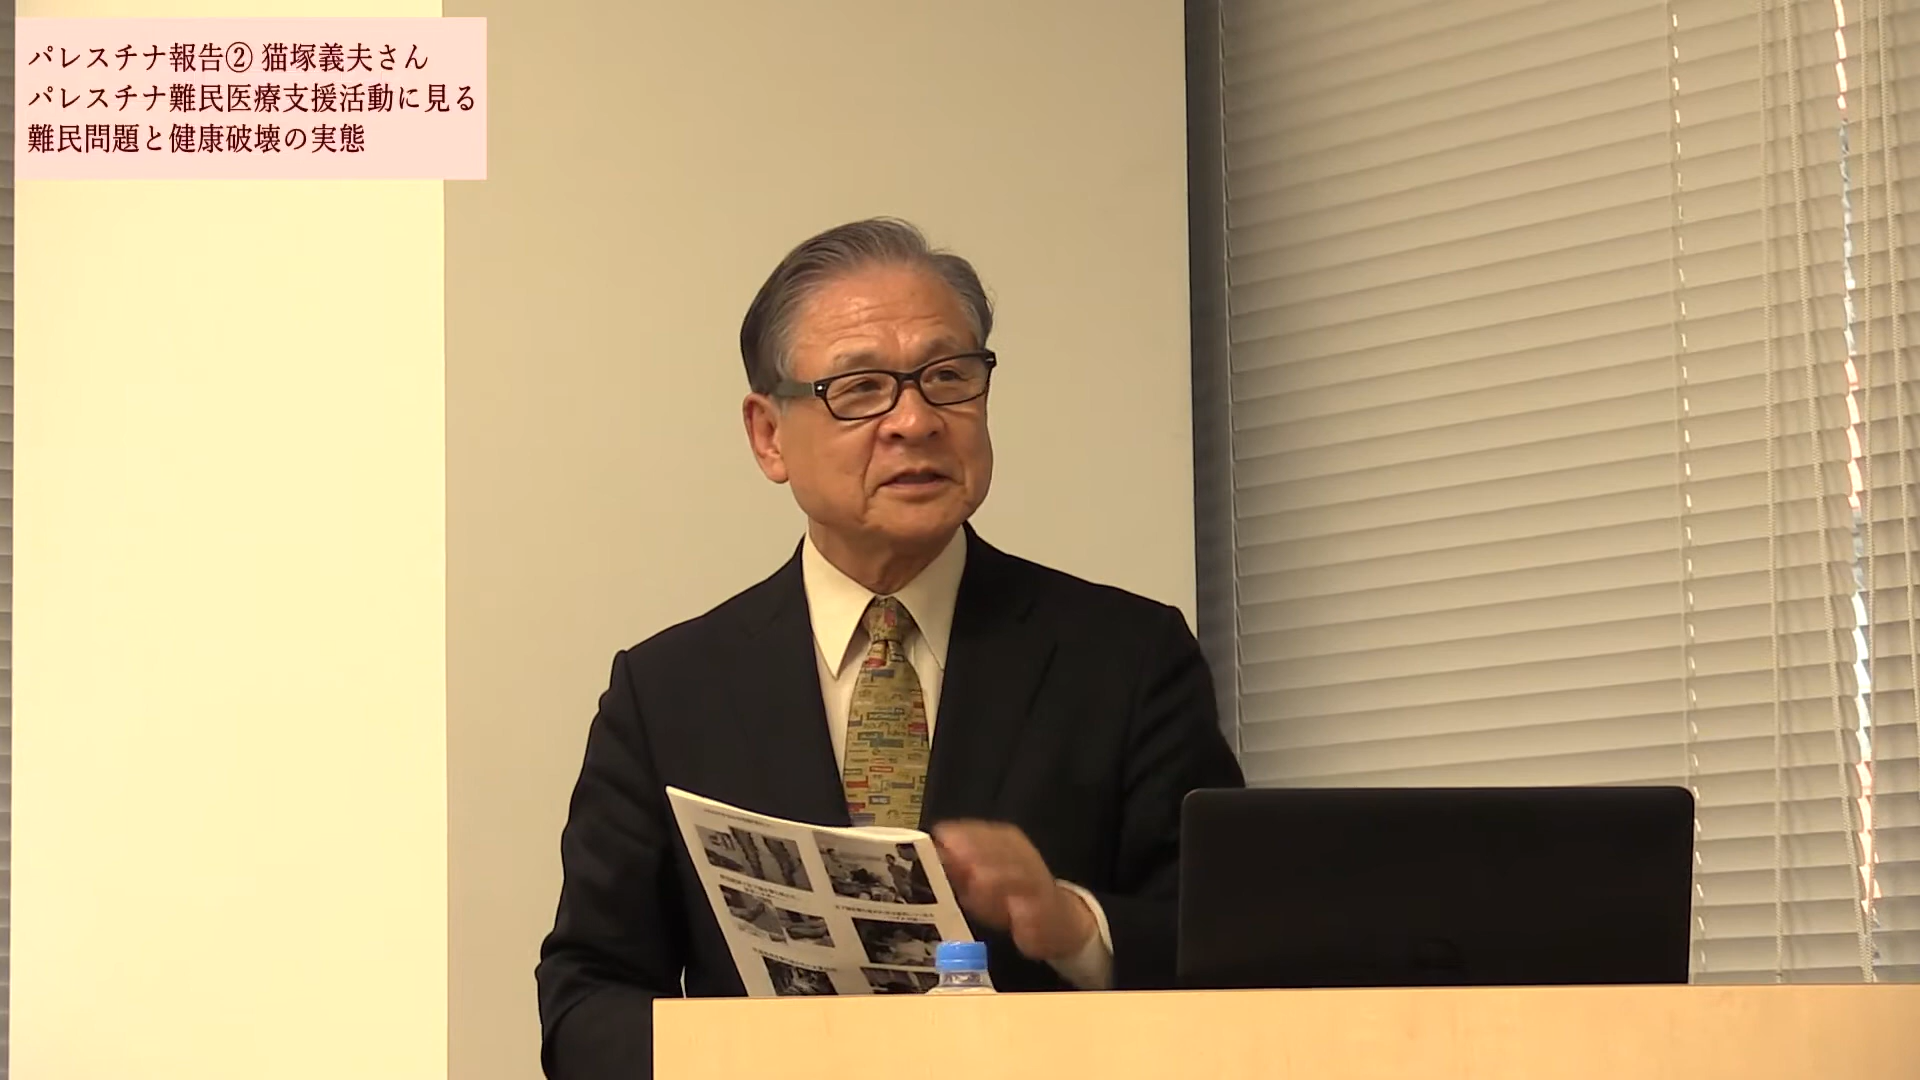 パレスチナ報告② 猫塚義夫さん
パレスチナ難民医療支援活動に見る
難民問題と健康破壊の実態